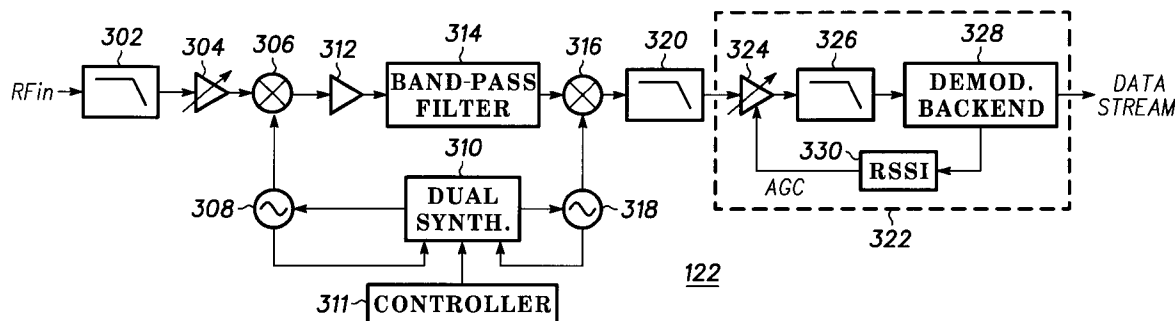 302
304
306
312
314
316
320
324
326
328
RFin
BAND-PASS
FILTER
DEMOD.
BACKEND
DATA
STREAM
330
RSSI
AGC
310
308
DUAL
SYNTH.
318
322
122
311
CONTROLLER